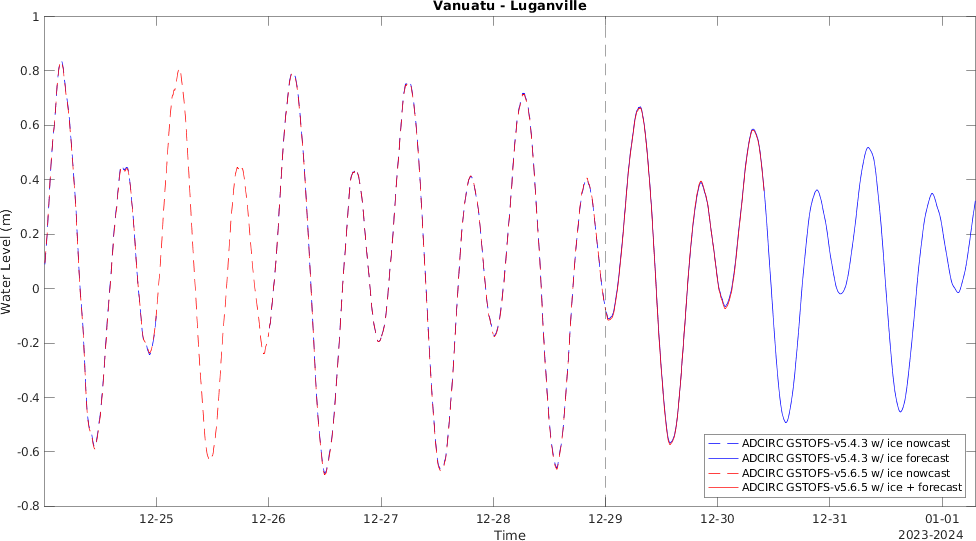 Vanuatu - Luganville
1
0.8
0.6
0.4
0.2
0
-0.2
-0.4
-0.6
-0.8
Water Level (m)
ADCIRC GSTOFS-v5.4.3 w/ ice nowcast
ADCIRC GSTOFS-v5.4.3 w/ ice forecast
ADCIRC GSTOFS-v5.6.5 w/ ice nowcast
ADCIRC GSTOFS-v5.6.5 w/ ice + forecast
12-25 12-26 12-27 12-28 12-29 12-30 12-31 01-01
Time
2023-2024